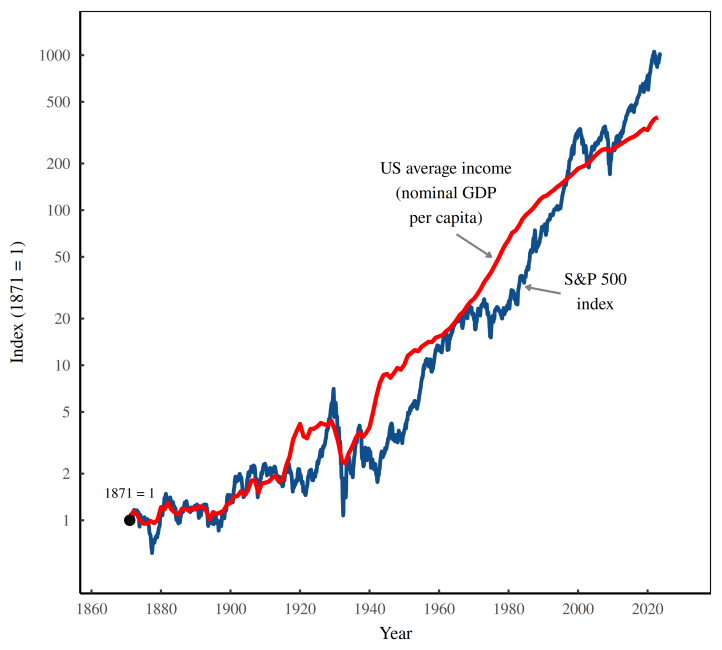 1000
500
200
100
50
20
10
5
2
1
Index (1871 = 1)
US average income
(nominal GDP
per capita)
S&P 500
index
1871 = 1
1860 1880 1900 1920 1940 1960 1980 2000 2020
Year